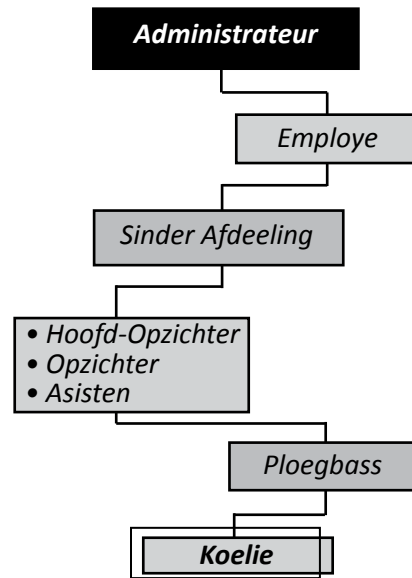 Administrateur
Employe
Sinder Afdeeling
• Hoofd-Opzichter
• Opzichter
• Asisten
Ploegbass
Koelie